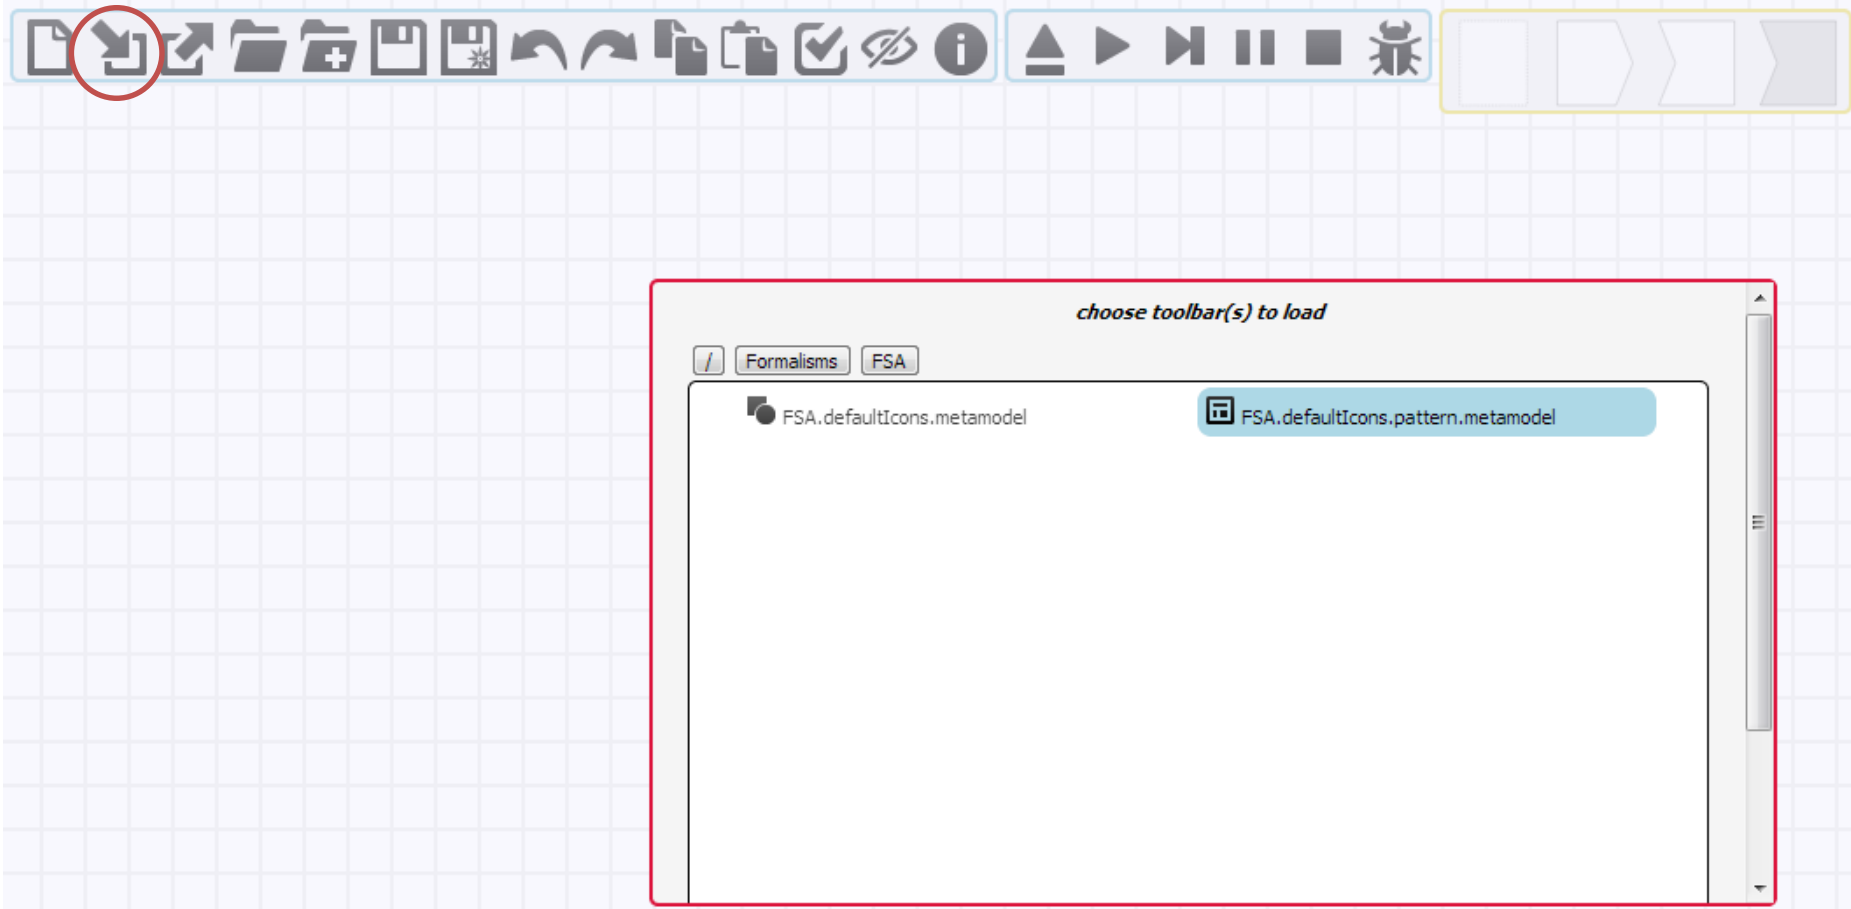 choose toolbar(s) to load
/ Formalisms FSA
FSA.defaultIcons.metamodel FSA.defaultIcons.pattern.metamodel